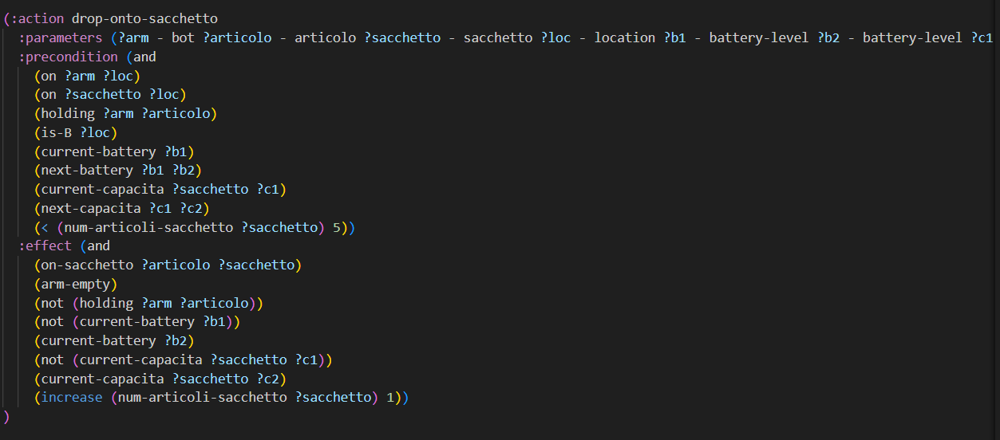 (:action drop-onto-sacchetto
:parameters (?arm - bot ?articolo - articolo ?sacchetto - sacchetto ?loc - location ?b1 - battery-level ?b2 - battery-level ?c1
:precondition (and
(on ?arm ?loc)
(on ?sacchetto ?loc)
(holding ?arm ?articolo)
(is-B ?loc)
(current-battery ?b1)
(next-battery ?b1 ?b2)
(current-capacita ?sacchetto ?c1)
(next-capacita ?c1 ?c2)
(< (num-articoli-sacchetto ?sacchetto) 5))
:effect (and
(on-sacchetto ?articolo ?sacchetto)
(arm-empty)
(not (holding ?arm ?articolo))
(not (current-battery ?b1))
(current-battery ?b2)
(not (current-capacita ?sacchetto ?c1))
(current-capacita ?sacchetto ?c2)
(increase (num-articoli-sacchetto ?sacchetto) 1))
)